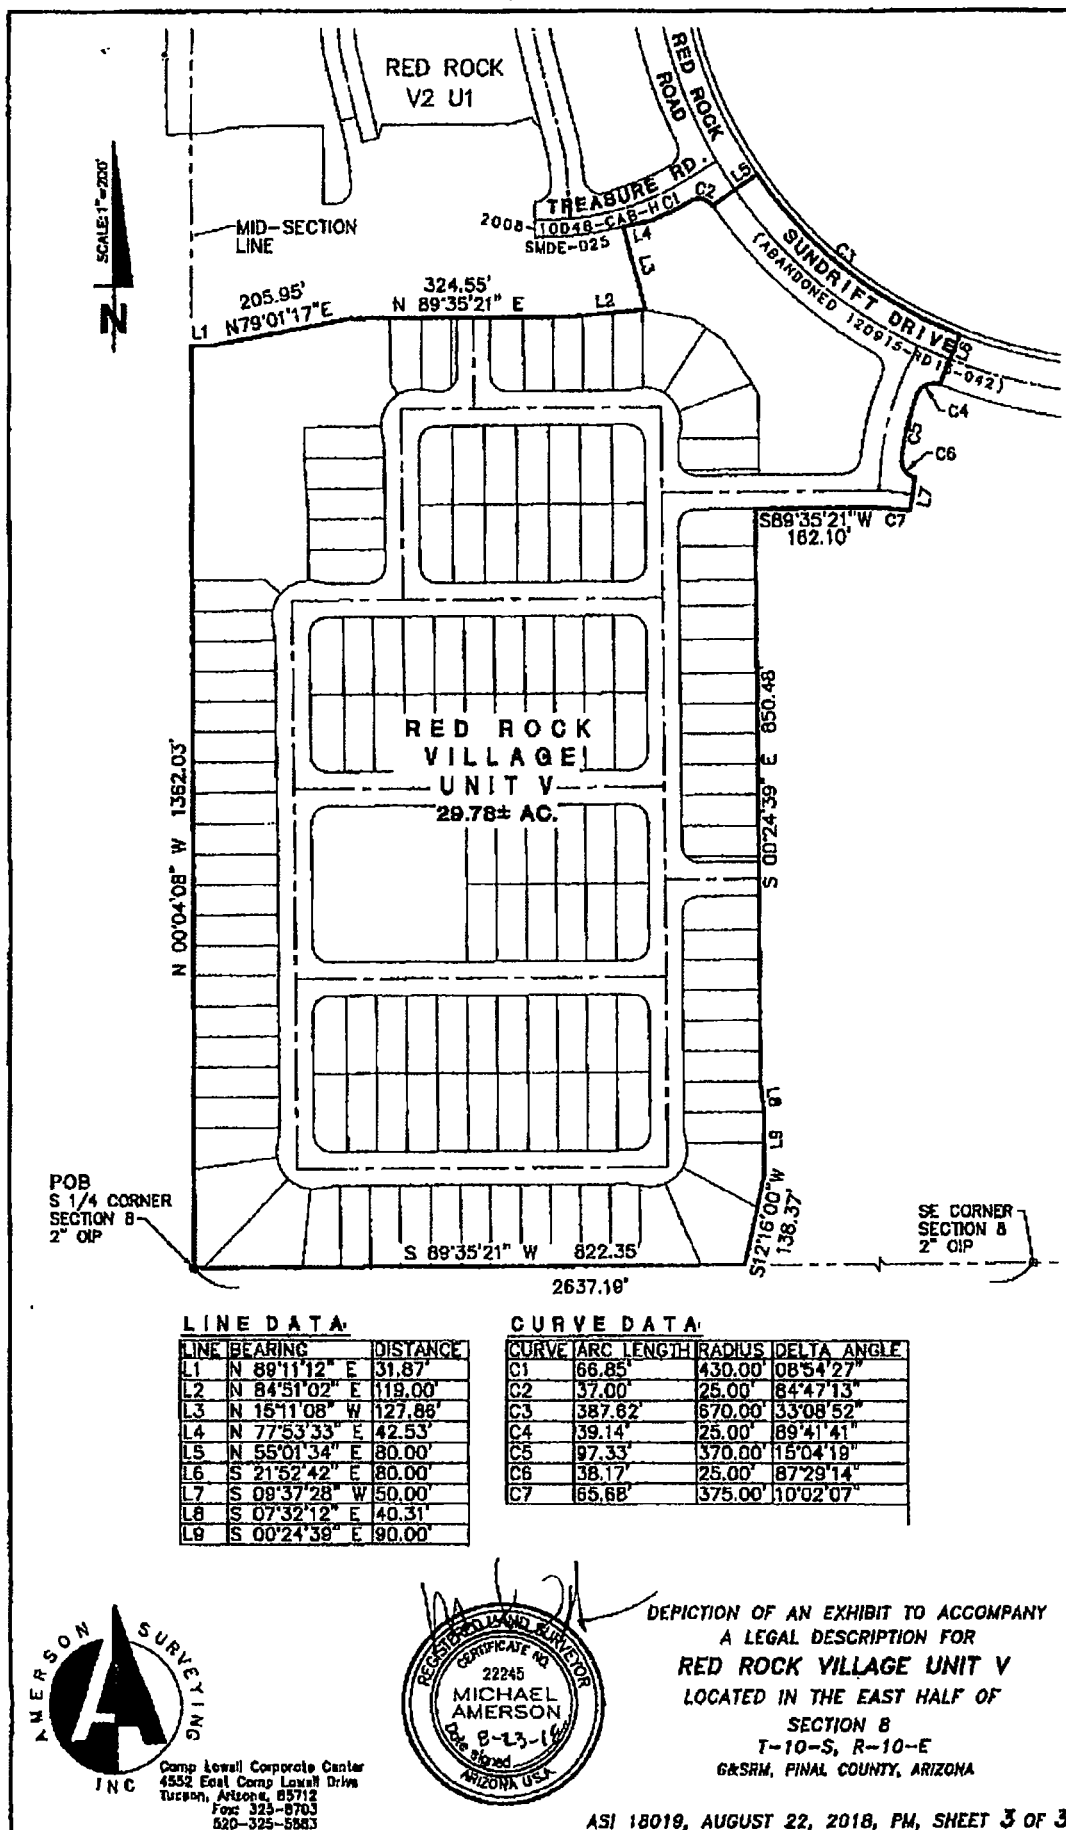 RED ROCK
V2 U1
RED ROCK
ROAD
SCALE:1"=200'
N
MID-SECTION
LINE
TREASURE RD.
2008-10048-CAB-H
SMDE-025
C1
C2
L5
L4
L3
C3
SUNDRIFT DRIVE
(ABANDONED 120915-RD15-042)
L6
205.95'
N79°01'17"E
324.55'
N 89°35'21" E
L2
L1
C4
C5
C6
L7
S89°35'21"W C7
162.10'
N 00°04'08" W 1362.03'
RED ROCK
VILLAGE
UNIT V
29.78± AC.
S 00°24'39" E 850.48'
L8
L9
POB
S 1/4 CORNER
SECTION 8
2" OIP
S 89°35'21" W 822.35'
2637.19'
S12°16'00"W
138.37'
SE CORNER
SECTION 8
2" OIP
LINE DATA:
LINE BEARING DISTANCE
L1 N 89°11'12" E 31.87'
L2 N 84°51'02" E 119.00'
L3 N 15°11'08" W 127.86'
L4 N 77°53'33" E 42.53'
L5 N 55°01'34" E 80.00'
L6 S 21°52'42" E 80.00'
L7 S 09°37'28" W 50.00'
L8 S 07°32'12" E 40.31'
L9 S 00°24'39" E 90.00'
CURVE DATA:
CURVE ARC LENGTH RADIUS DELTA ANGLE
C1 66.85' 430.00' 08°54'27"
C2 37.00' 25.00' 84°47'13"
C3 387.62' 670.00' 33°08'52"
C4 39.14' 25.00' 89°41'41"
C5 97.33' 370.00' 15°04'19"
C6 38.17' 25.00' 87°29'14"
C7 65.68' 375.00' 10°02'07"
AMERSON SURVEYING INC
A
Camp Lowell Corporate Center
4552 East Camp Lowell Drive
Tucson, Arizona, 85712
Fax: 325-8703
520-325-5583
REGISTERED LAND SURVEYOR
CERTIFICATE NO.
22245
MICHAEL
AMERSON
8-23-18
Date signed
ARIZONA U.S.A.
DEPICTION OF AN EXHIBIT TO ACCOMPANY
A LEGAL DESCRIPTION FOR
RED ROCK VILLAGE UNIT V
LOCATED IN THE EAST HALF OF
SECTION 8
T-10-S, R-10-E
G&SRM, PINAL COUNTY, ARIZONA
ASI 18019, AUGUST 22, 2018, PM, SHEET 3 OF 3